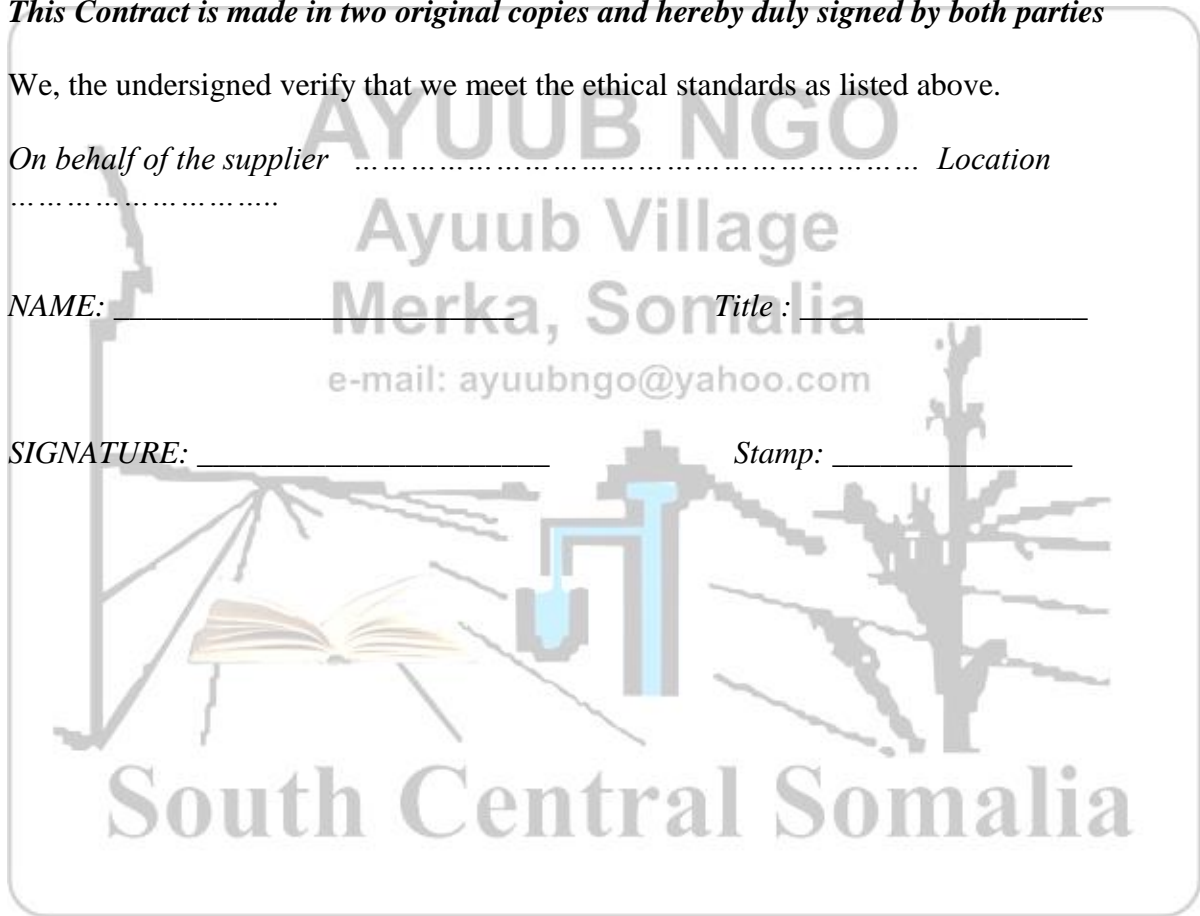 This Contract is made in two original copies and hereby duly signed by both parties
We, the undersigned verify that we meet the ethical standards as listed above.
AYUUB NGO
On behalf of the supplier ………………………………………………… Location
……………………..
Ayuub Village
NAME: _________________________ Title : __________________
Merka, Somalia
e-mail: ayuubngo@yahoo.com
SIGNATURE: ______________________ Stamp: _______________
South Central Somalia